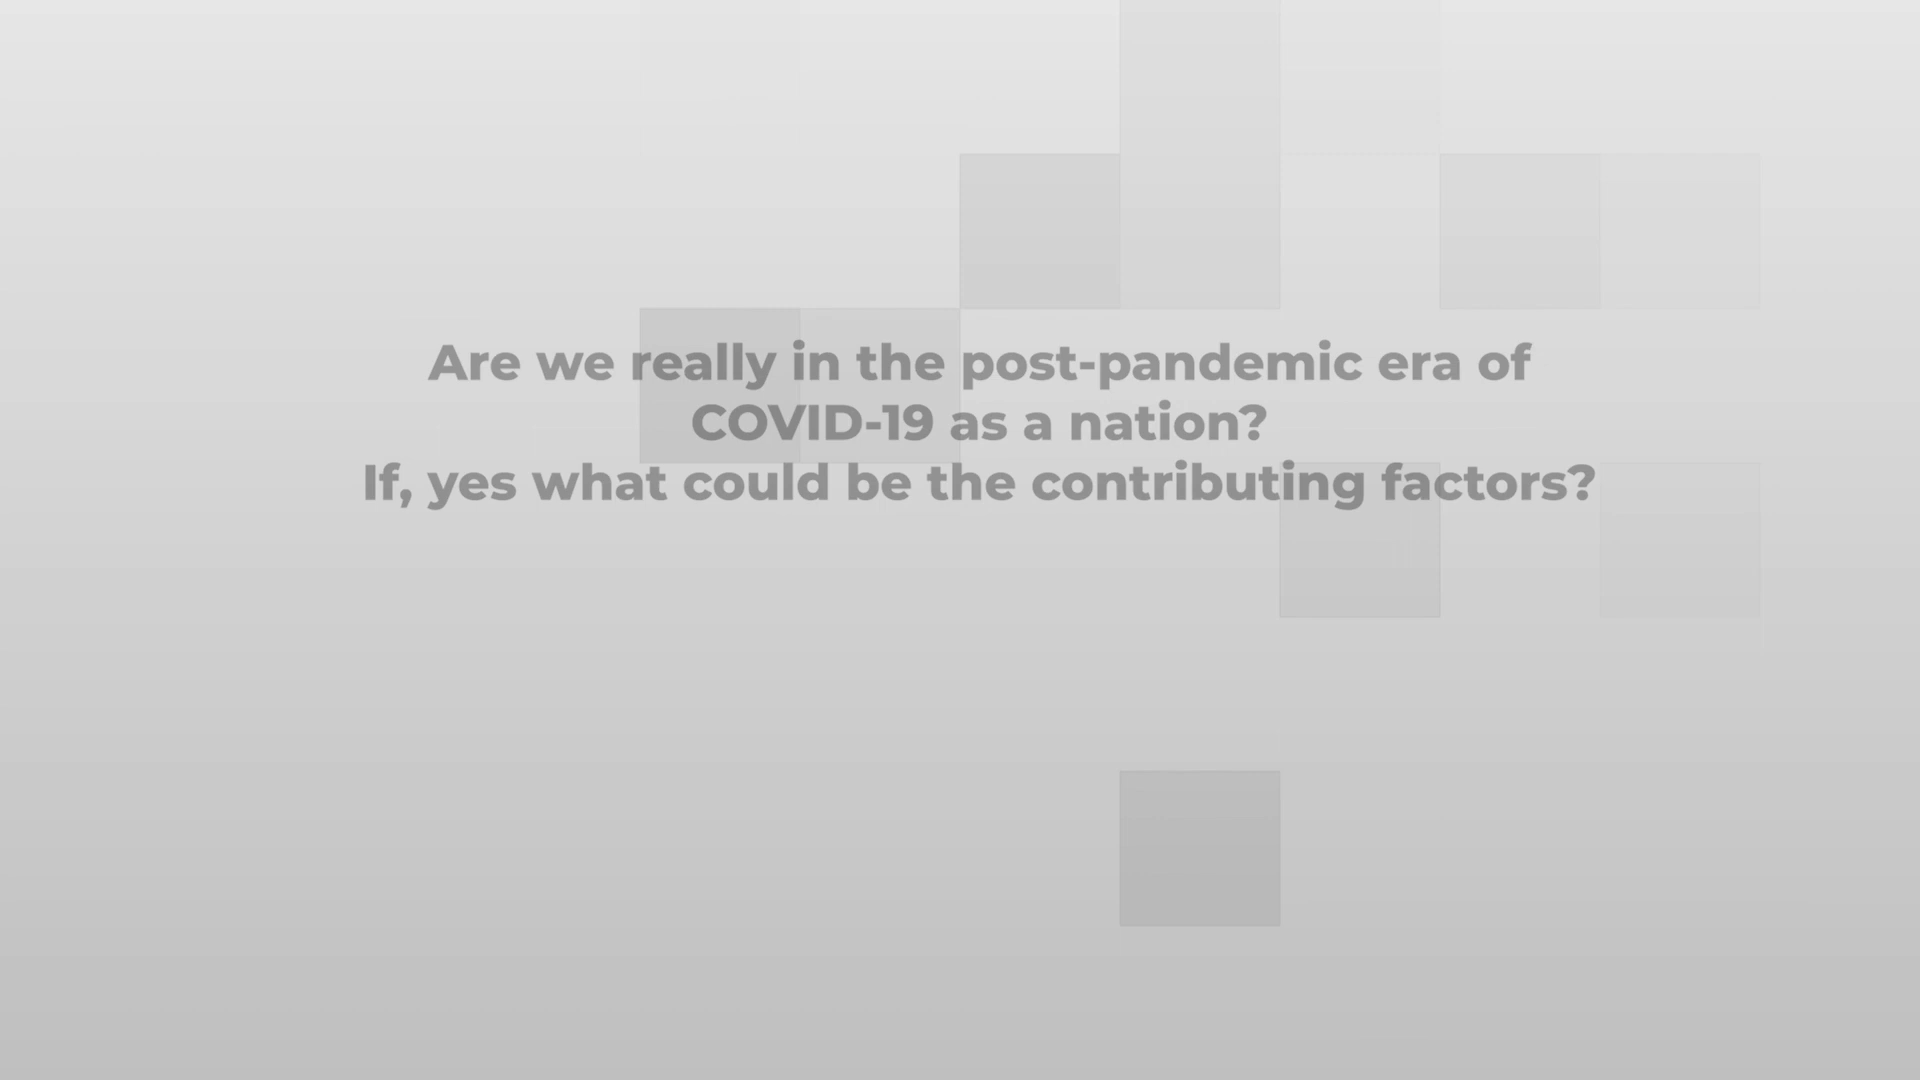 Are we really in the post-pandemic era of
COVID-19 as a nation?
If, yes what could be the contributing factors?